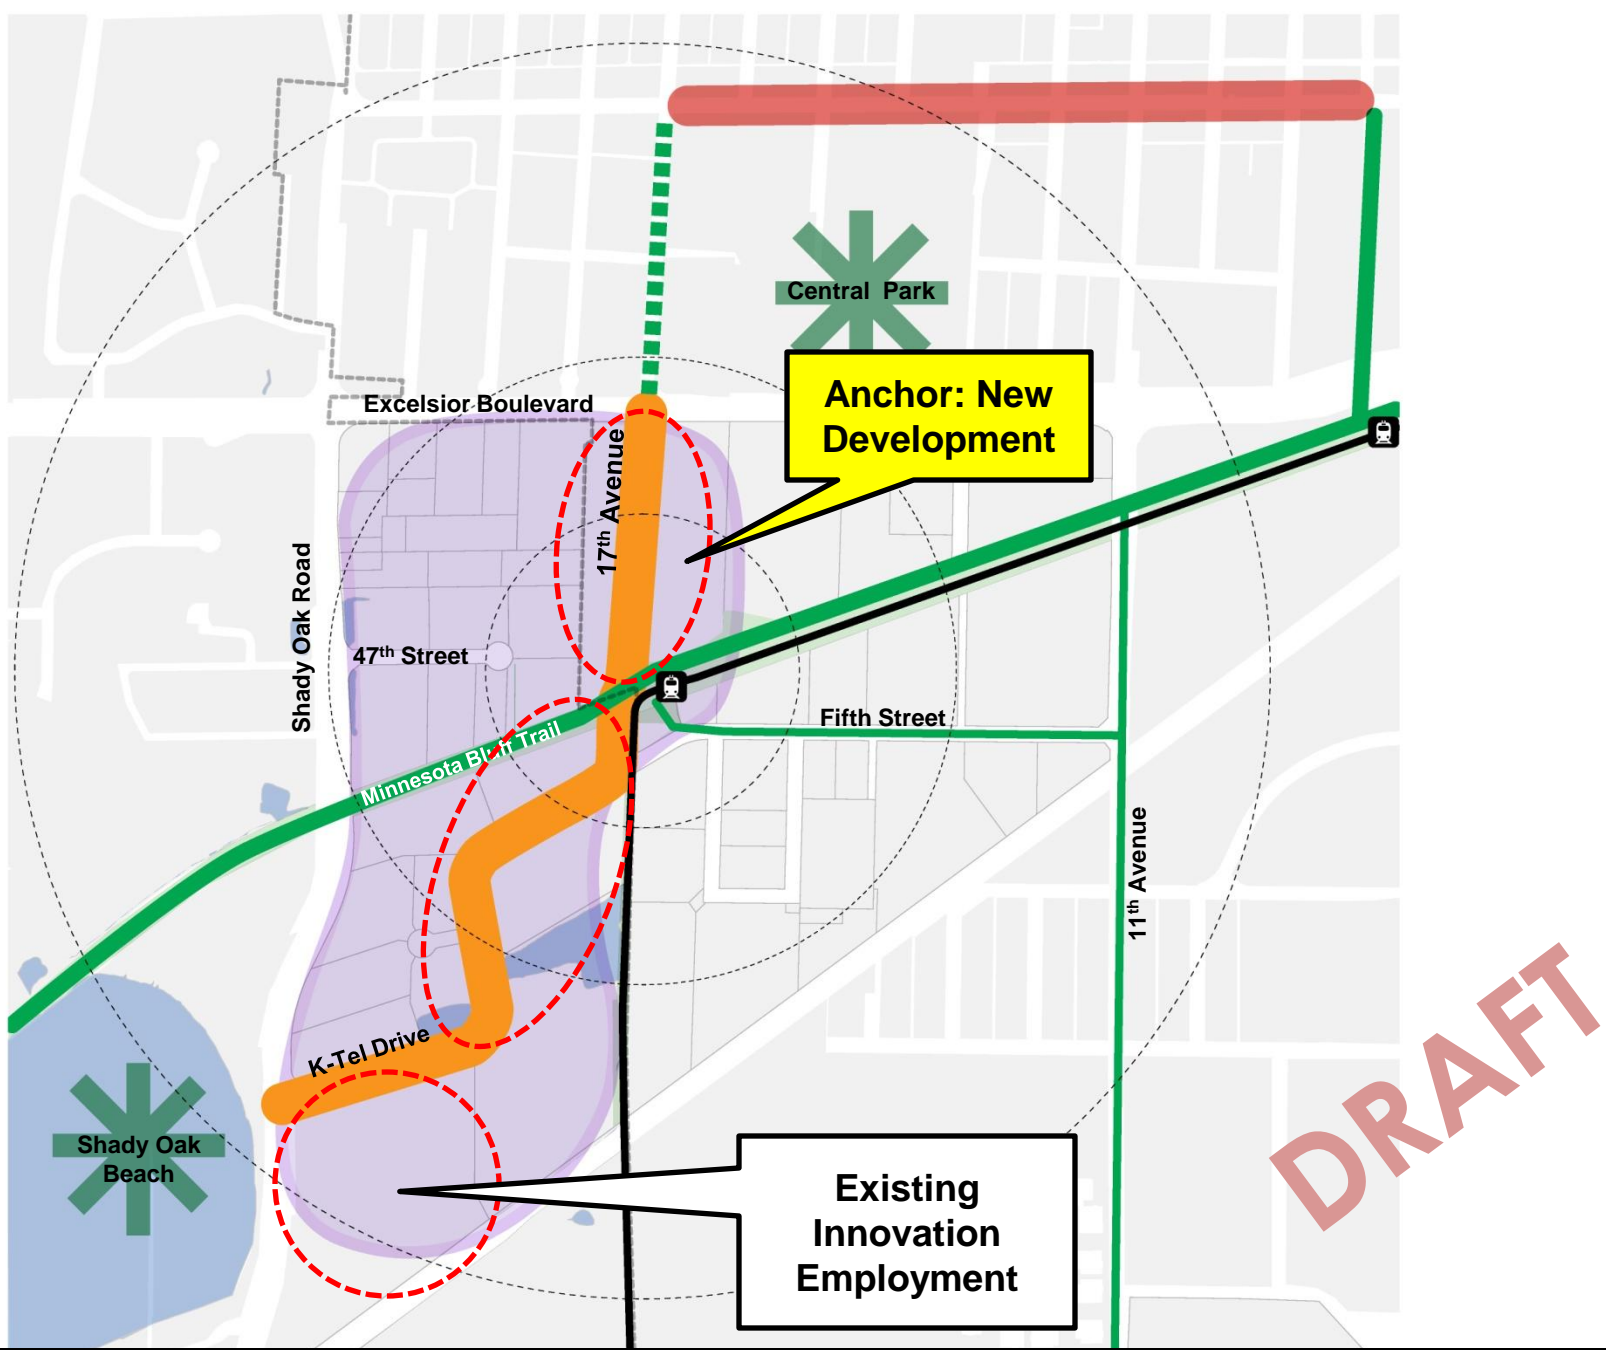 Central Park
Anchor: New
Development
Excelsior Boulevard
17th Avenue
Shady Oak Road
47th Street
Fifth Street
Minnesota Bluff Trail
11th Avenue
K-Tel Drive
Shady Oak
Beach
Existing
Innovation
Employment
DRAFT